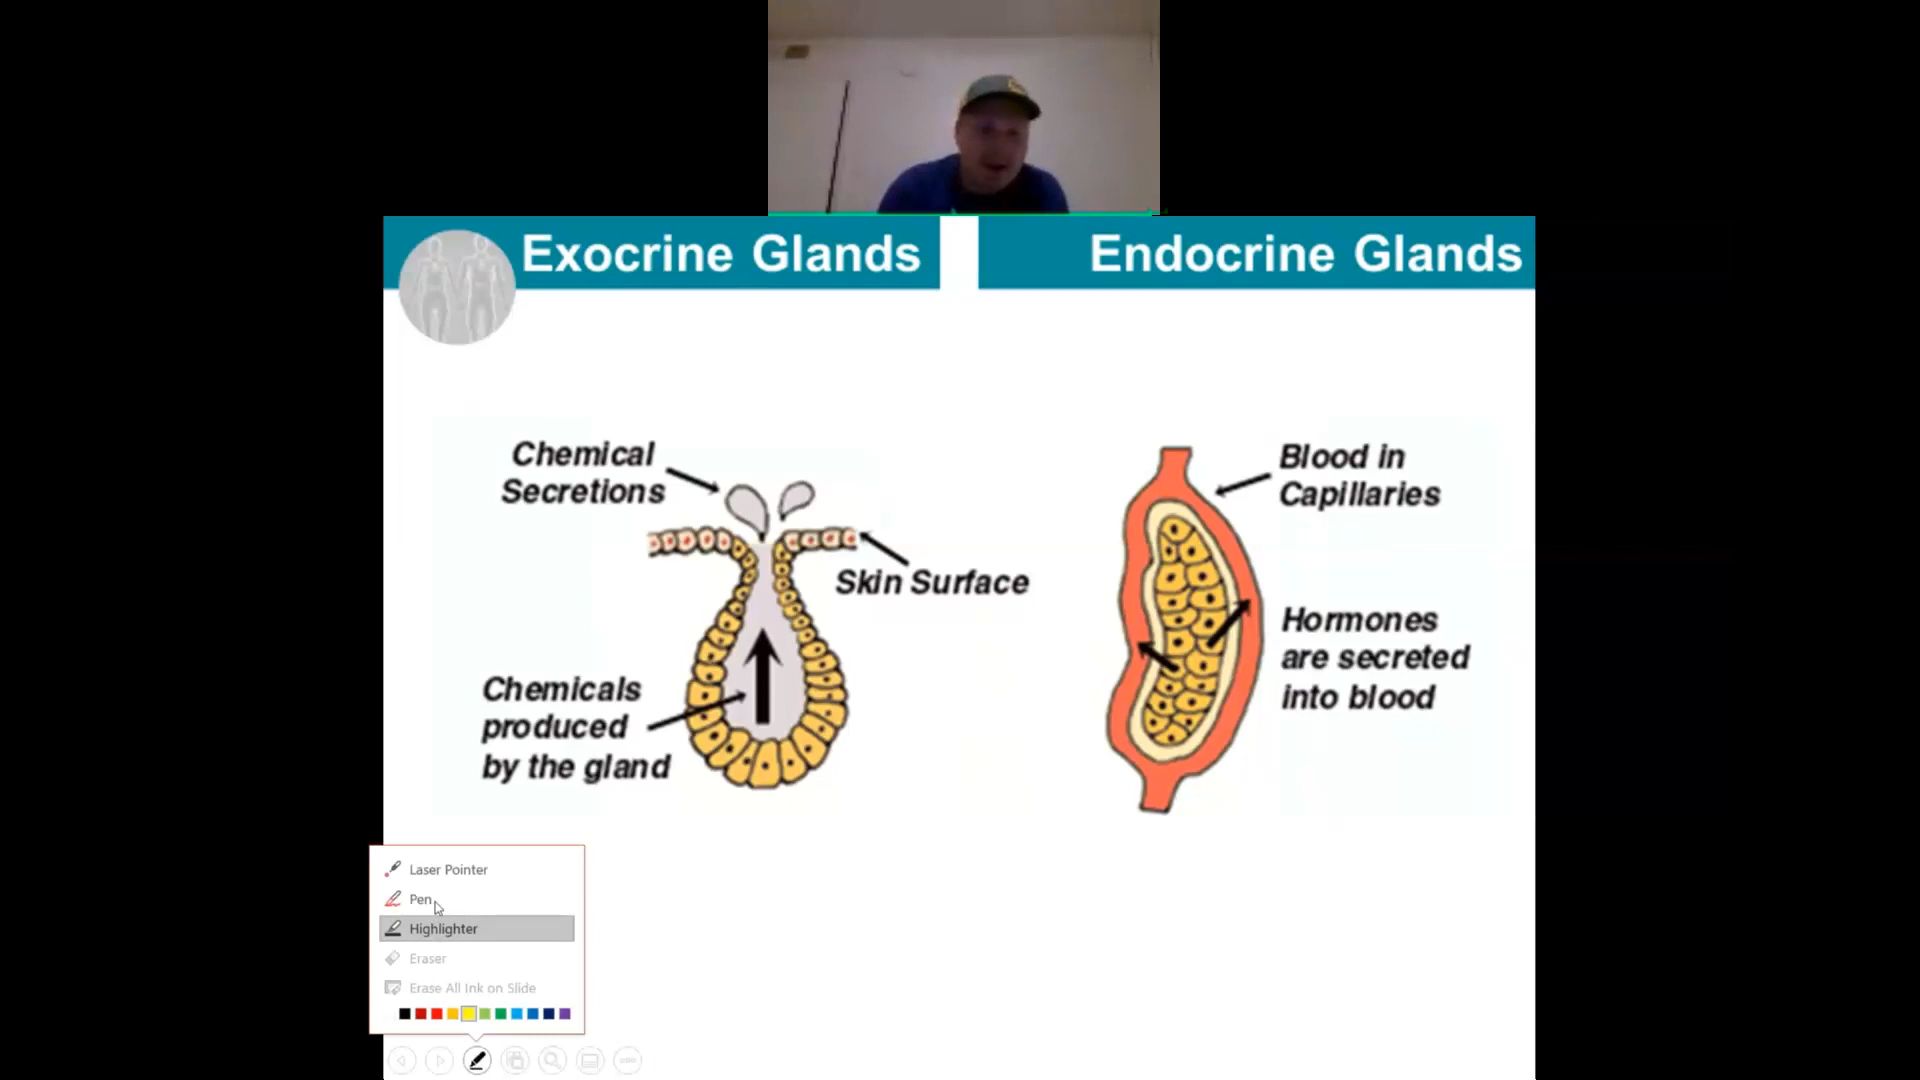 Exocrine Glands
Endocrine Glands
Chemical
Secretions
Skin Surface
Chemicals
produced
by the gland
Blood in
Capillaries
Hormones
are secreted
into blood
Laser Pointer
Pen
Highlighter
Eraser
Erase All Ink on Slide